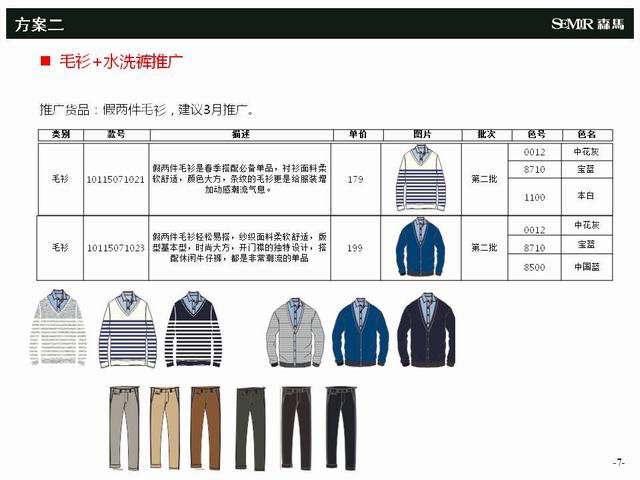 方案二
SEMIR 森馬
毛衫+水洗裤推广
推广货品：假两件毛衫，建议3月推广。
类别 款号 描述 单价 图片 批次 色号 色名
毛衫 10115071021 假两件毛衫是春季搭配必备单品，衬衫面料柔
软舒适，颜色大方，条纹的毛衫更是给服装增
加动感潮流气息。
179 第二批
0012 中花灰
8710 宝蓝
1100 本白
毛衫 10115071023 假两件毛衫轻松易搭，纱织面料柔软舒适，版
型基本型，时尚大方，开门襟的独特设计，搭
配休闲牛仔裤，都是非常潮流的单品
199 第二批
0012 中花灰
8710 宝蓝
8500 中国蓝
-7-